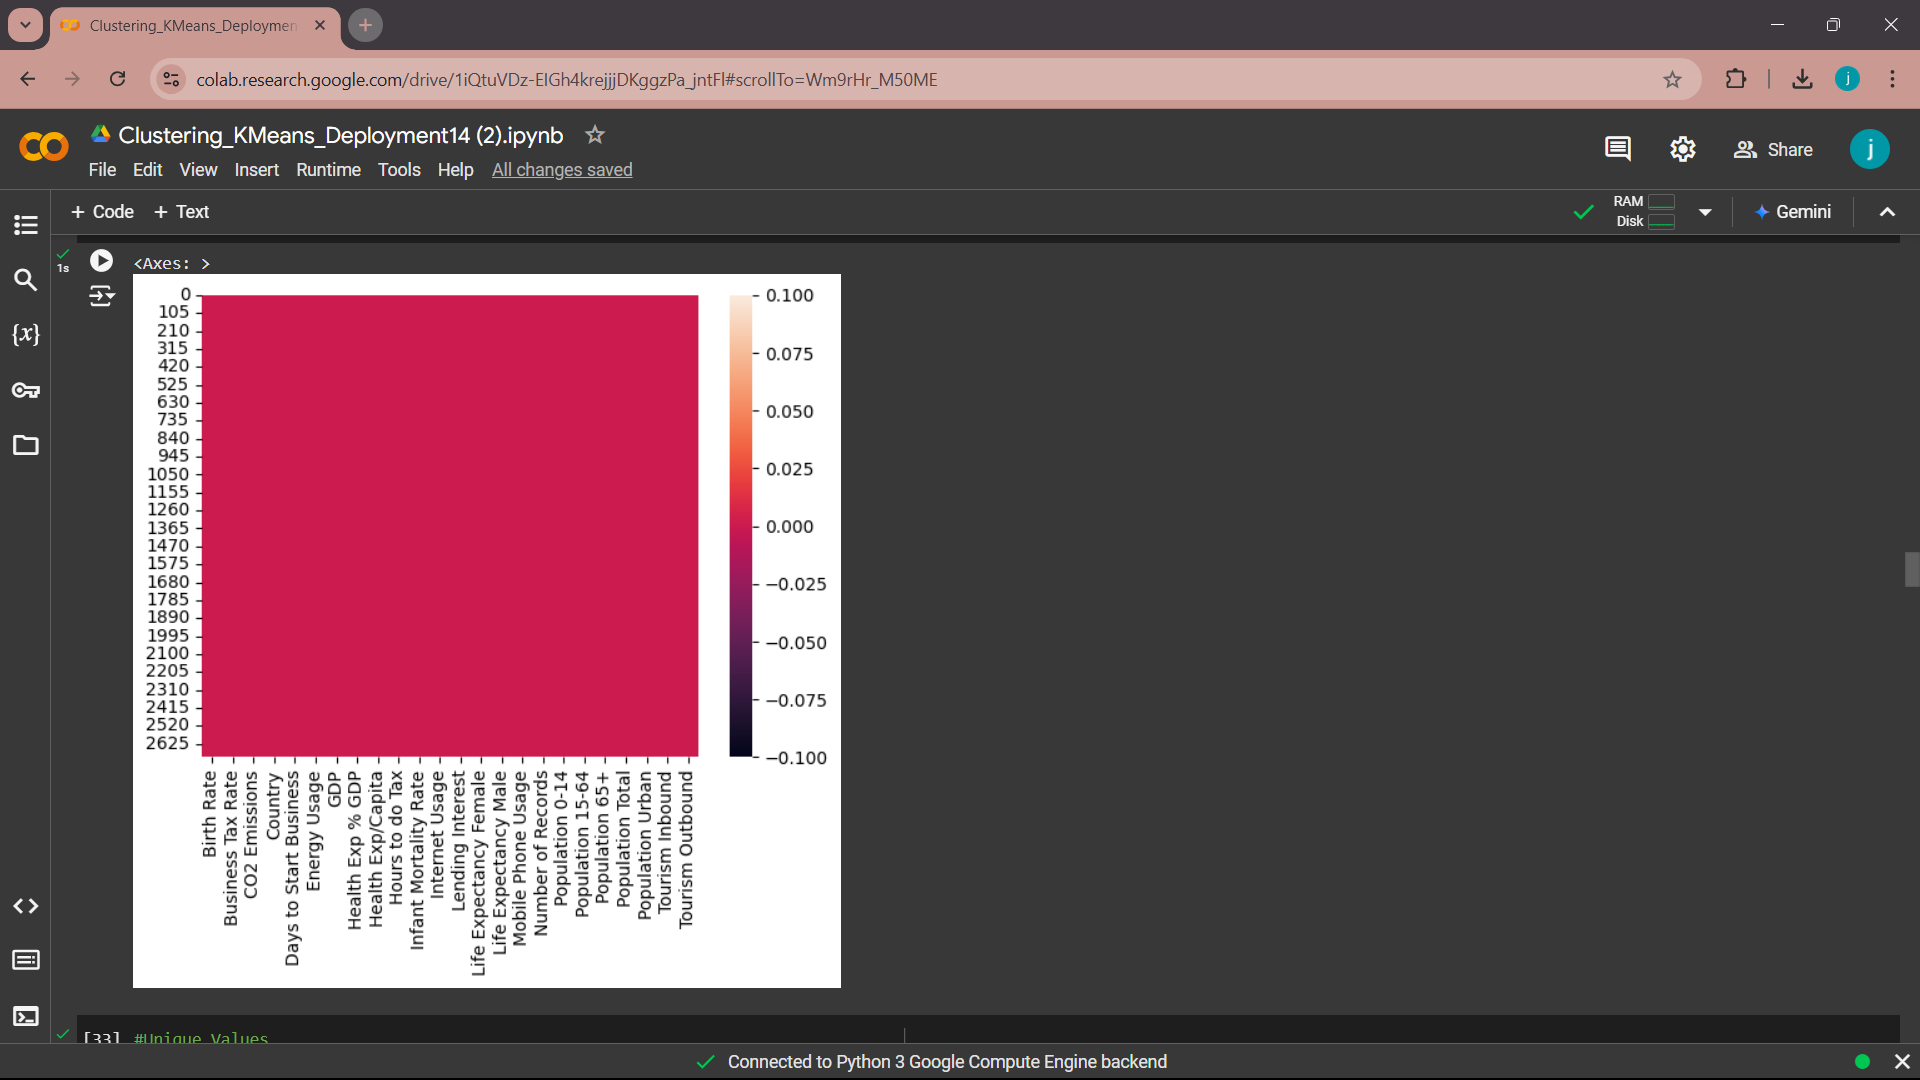 Clustering_KMeans_Deploymen
colab.research.google.com/drive/1iQtuVDz-EIGh4krejjjDKggzPa_jntFl#scrollTo=Wm9rHr_M50ME
j
CO
Clustering_KMeans_Deployment14 (2).ipynb
File Edit View Insert Runtime Tools Help All changes saved
Share
j
+ Code + Text
RAM
Disk
Gemini
1s
<Axes: >
0
105
210
315
420
525
630
735
840
945
1050
1155
1260
1365
1470
1575
1680
1785
1890
1995
2100
2205
2310
2415
2520
2625
0.100
0.075
0.050
0.025
0.000
−0.025
−0.050
−0.075
−0.100
Birth Rate
Business Tax Rate
CO2 Emissions
Country
Days to Start Business
Energy Usage
GDP
Health Exp % GDP
Health Exp/Capita
Hours to do Tax
Infant Mortality Rate
Internet Usage
Lending Interest
Life Expectancy Female
Life Expectancy Male
Mobile Phone Usage
Number of Records
Population 0-14
Population 15-64
Population 65+
Population Total
Population Urban
Tourism Inbound
Tourism Outbound
{x}
[33] #Unique Values
Connected to Python 3 Google Compute Engine backend